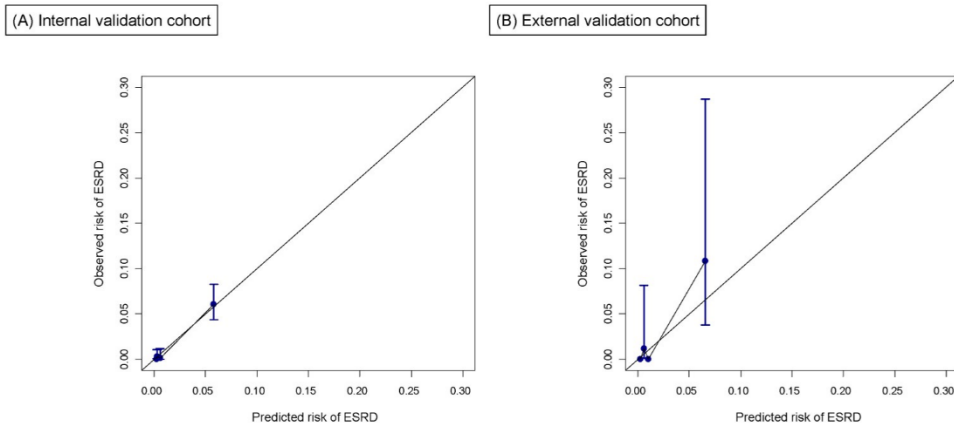 (A) Internal validation cohort
(B) External validation cohort
Observed risk of ESRD
0.30
0.25
0.20
0.15
0.10
0.05
0.00
0.00 0.05 0.10 0.15 0.20 0.25 0.30
Predicted risk of ESRD
Observed risk of ESRD
0.30
0.25
0.20
0.15
0.10
0.05
0.00
0.00 0.05 0.10 0.15 0.20 0.25 0.30
Predicted risk of ESRD